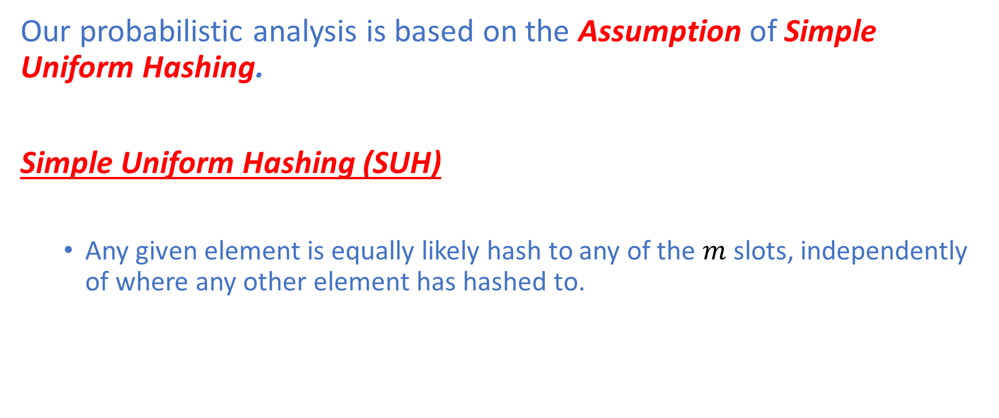 Our probabilistic analysis is based on the Assumption of Simple
Uniform Hashing.
Simple Uniform Hashing (SUH)
• Any given element is equally likely hash to any of the 𝑚 slots, independently
of where any other element has hashed to.